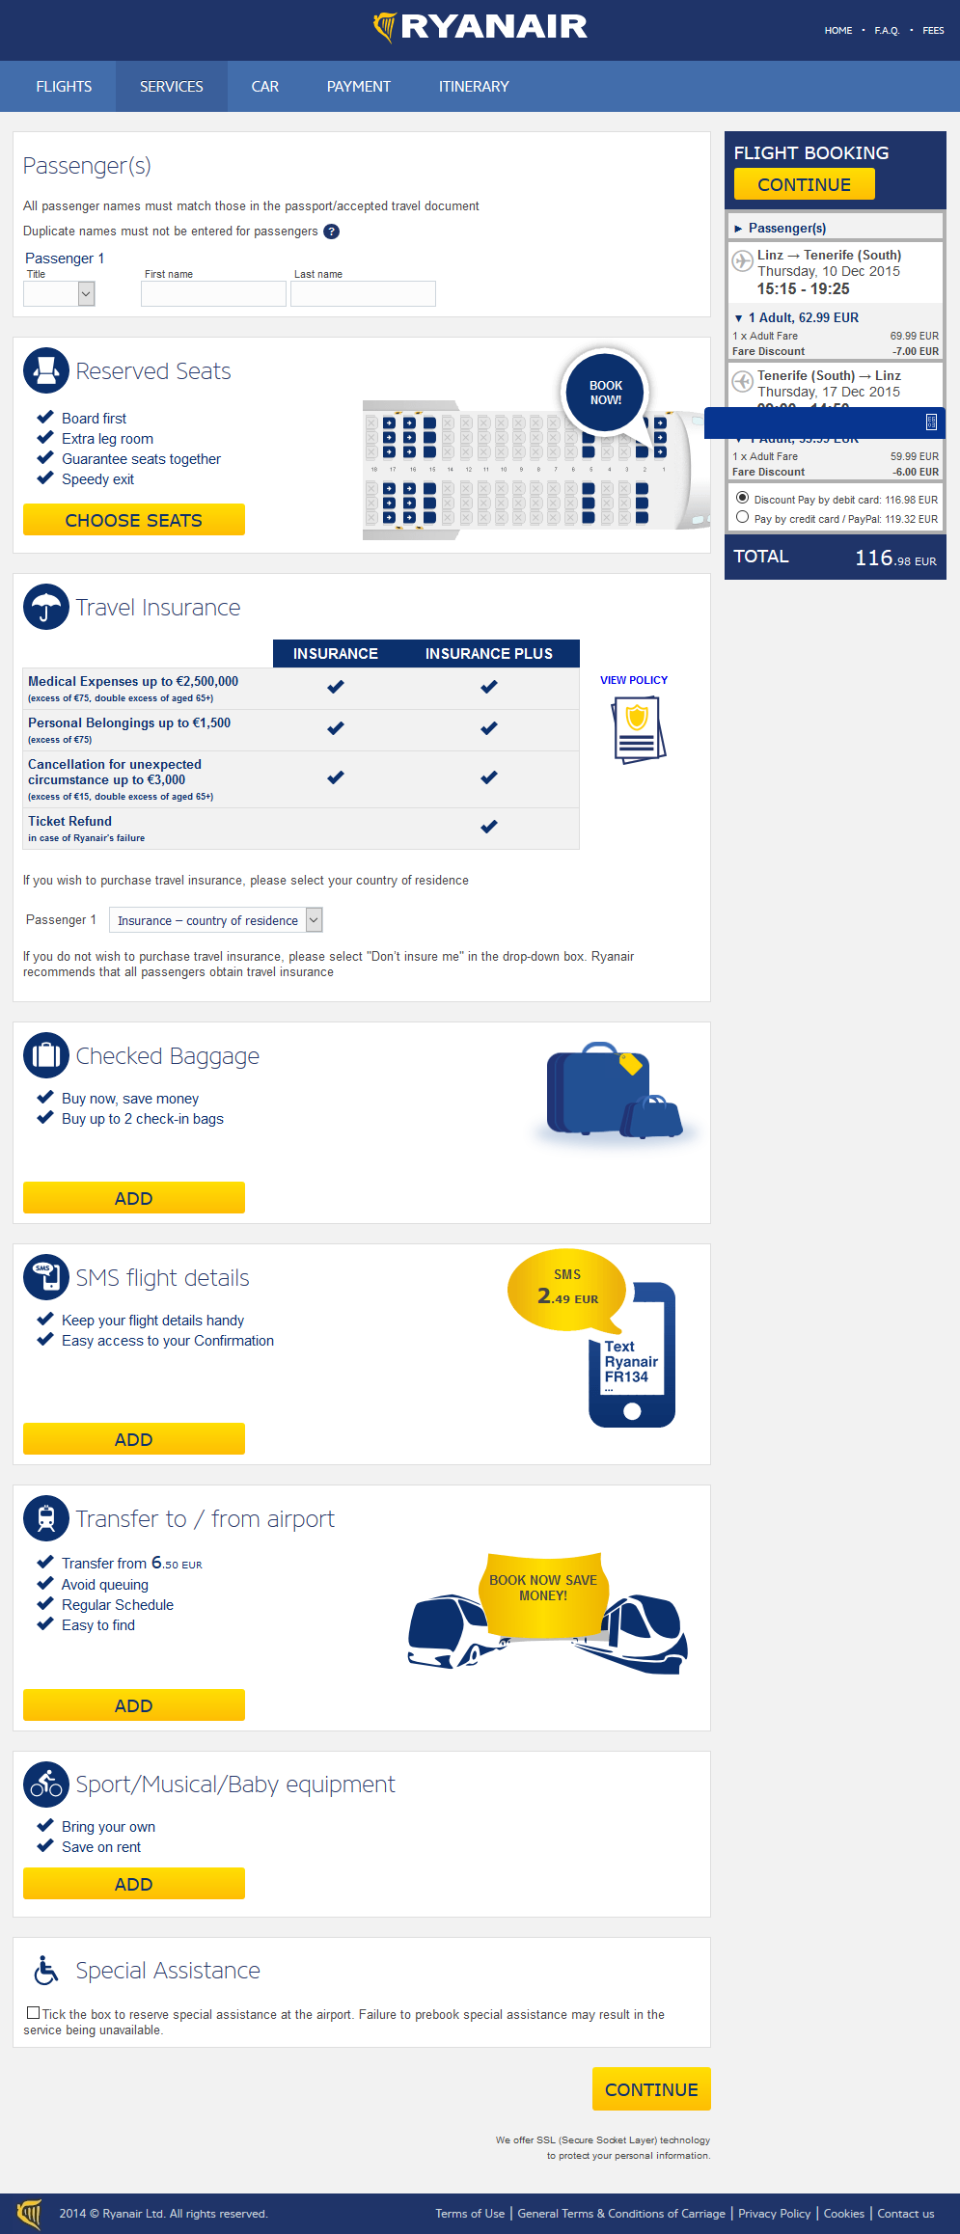 RYANAIR
HOME • F.A.Q. • FEES
FLIGHTS SERVICES CAR PAYMENT ITINERARY
Passenger(s)
All passenger names must match those in the passport/accepted travel document
Duplicate names must not be entered for passengers ?
Passenger 1
Title First name Last name
FLIGHT BOOKING
CONTINUE
► Passenger(s)
Linz → Tenerife (South)
Thursday, 10 Dec 2015
15:15 - 19:25
▼ 1 Adult, 62.99 EUR
1 x Adult Fare 69.99 EUR
Fare Discount -7.00 EUR
Tenerife (South) → Linz
Thursday, 17 Dec 2015
1 x Adult Fare 59.99 EUR
Fare Discount -6.00 EUR
Discount Pay by debit card: 116.98 EUR
Pay by credit card / PayPal: 119.32 EUR
TOTAL 116.98 EUR
Reserved Seats
Board first
Extra leg room
Guarantee seats together
Speedy exit
CHOOSE SEATS
BOOK
NOW!
18 17 16 15 14 12 11 10 9 8 7 6 5 4 3 2 1
Travel Insurance
INSURANCE INSURANCE PLUS
Medical Expenses up to €2,500,000
(excess of €75, double excess of aged 65+)
Personal Belongings up to €1,500
(excess of €75)
Cancellation for unexpected
circumstance up to €3,000
(excess of €15, double excess of aged 65+)
Ticket Refund
in case of Ryanair's failure
VIEW POLICY
If you wish to purchase travel insurance, please select your country of residence
Passenger 1 Insurance – country of residence
If you do not wish to purchase travel insurance, please select "Don't insure me" in the drop-down box. Ryanair
recommends that all passengers obtain travel insurance
Checked Baggage
Buy now, save money
Buy up to 2 check-in bags
ADD
SMS
SMS flight details
Keep your flight details handy
Easy access to your Confirmation
ADD
SMS
2.49 EUR
Text
Ryanair
FR134
...
Transfer to / from airport
Transfer from 6.50 EUR
Avoid queuing
Regular Schedule
Easy to find
ADD
BOOK NOW SAVE
MONEY!
Sport/Musical/Baby equipment
Bring your own
Save on rent
ADD
Special Assistance
Tick the box to reserve special assistance at the airport. Failure to prebook special assistance may result in the
service being unavailable.
CONTINUE
We offer SSL (Secure Socket Layer) technology
to protect your personal information.
2014 © Ryanair Ltd. All rights reserved.
Terms of Use | General Terms & Conditions of Carriage | Privacy Policy | Cookies | Contact us